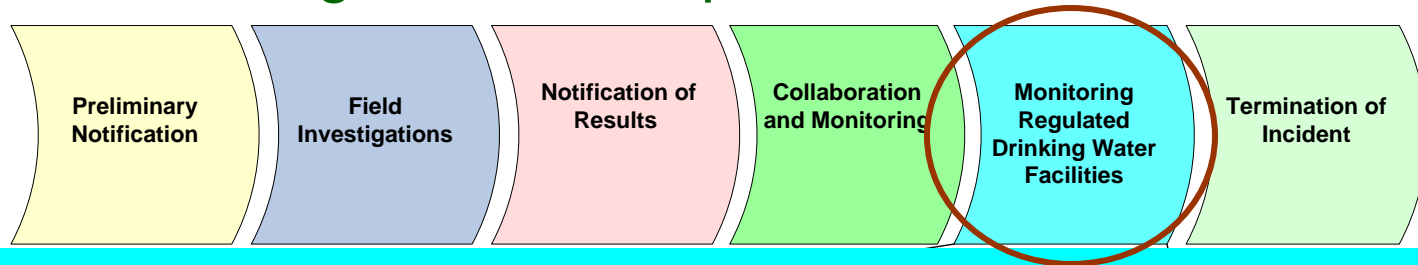 Preliminary
Notification
Field
Investigations
Notification of
Results
Collaboration
and Monitoring
Monitoring
Regulated
Drinking Water
Facilities
Termination of
Incident